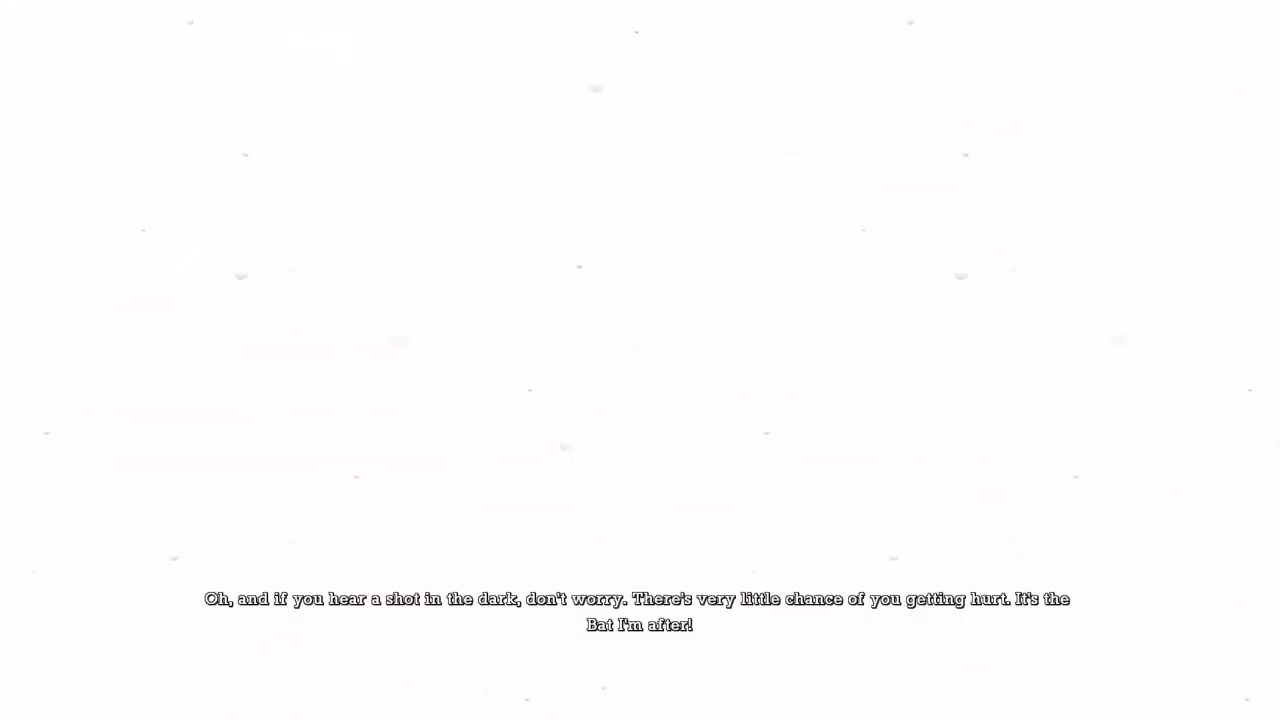 Oh, and if you hear a shot in the dark, don't worry. There's very little chance of you getting hurt. It's the
Bat I'm after!